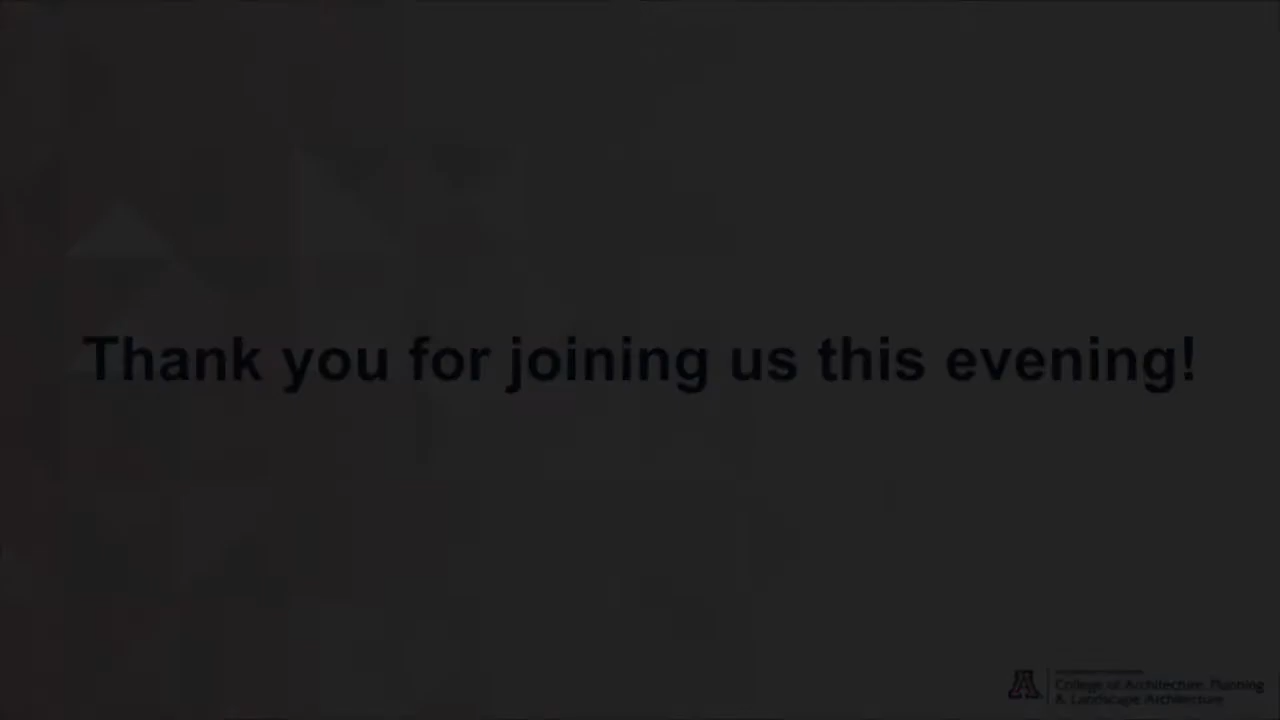 Thank you for joining us this evening!
College of Architecture, Planning
& Landscape Architecture